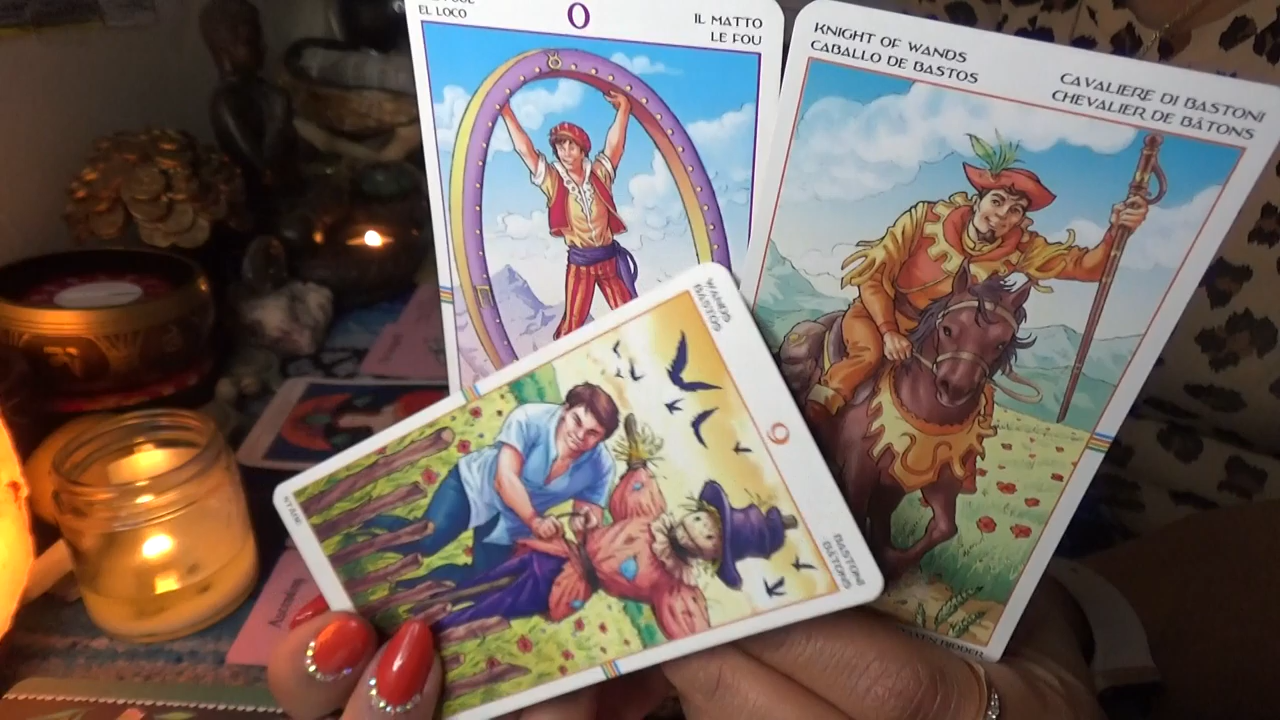 EL LOCO
0
IL MATTO
LE FOU
KNIGHT OF WANDS
CABALLO DE BASTOS
CAVALIERE DI BASTONI
CHEVALIER DE BÂTONS
WANDS
BASTOS
9
BASTONI
BÂTONS